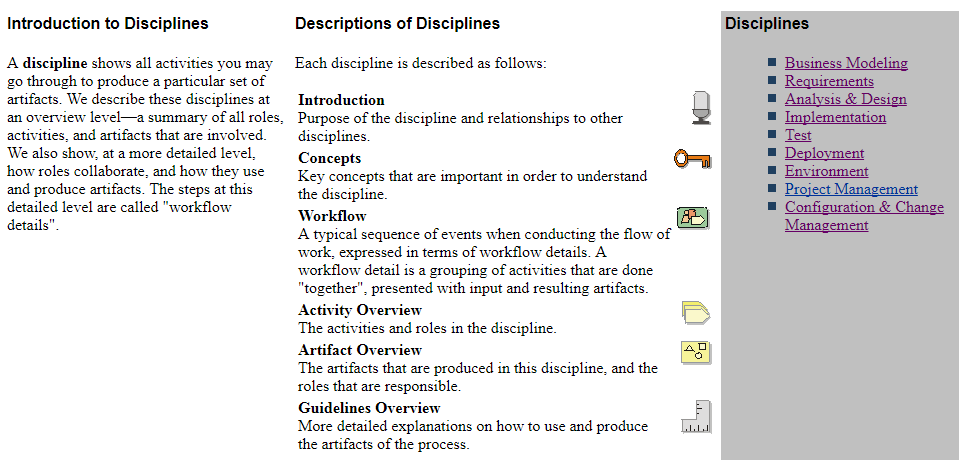 Introduction to Disciplines
A discipline shows all activities you may
go through to produce a particular set of
artifacts. We describe these disciplines at
an overview level—a summary of all roles,
activities, and artifacts that are involved.
We also show, at a more detailed level,
how roles collaborate, and how they use
and produce artifacts. The steps at this
detailed level are called "workflow
details".
Descriptions of Disciplines
Each discipline is described as follows:
Introduction
Purpose of the discipline and relationships to other
disciplines.
Concepts
Key concepts that are important in order to understand
the discipline.
Workflow
A typical sequence of events when conducting the flow of
work, expressed in terms of workflow details. A
workflow detail is a grouping of activities that are done
"together", presented with input and resulting artifacts.
Activity Overview
The activities and roles in the discipline.
Artifact Overview
The artifacts that are produced in this discipline, and the
roles that are responsible.
Guidelines Overview
More detailed explanations on how to use and produce
the artifacts of the process.
Disciplines
Business Modeling
Requirements
Analysis & Design
Implementation
Test
Deployment
Environment
Project Management
Configuration & Change
Management